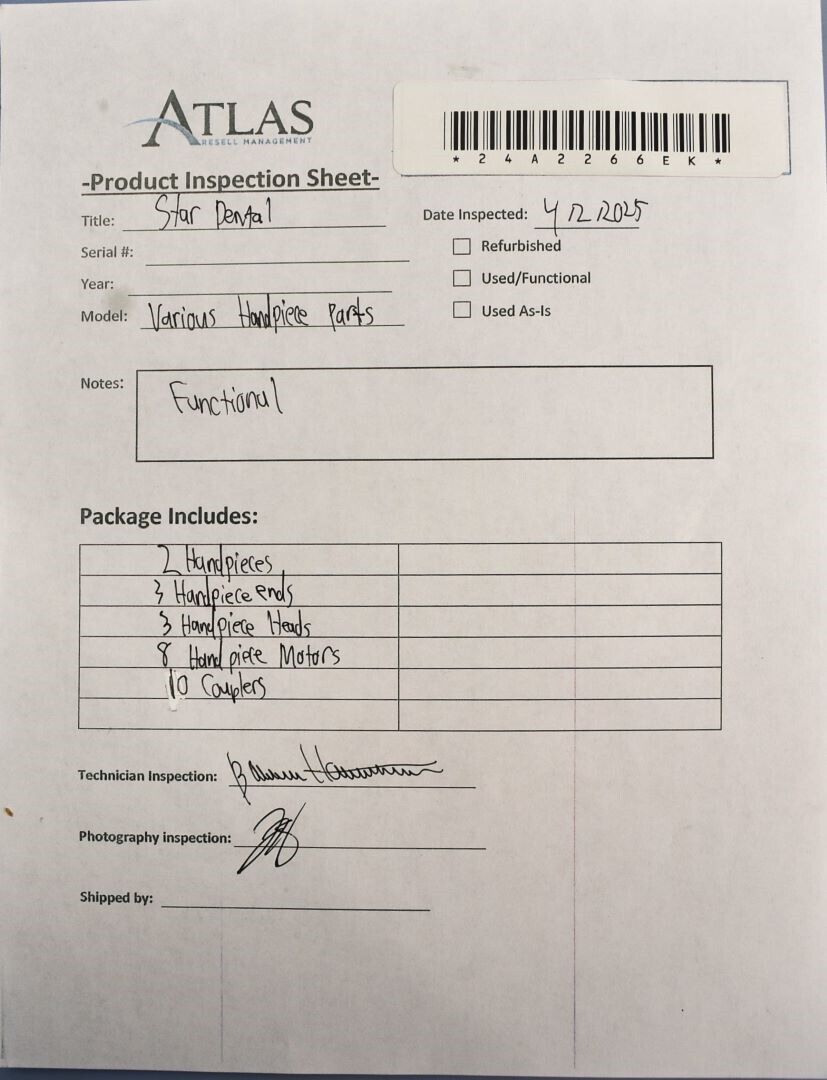 ATLAS
RESELL MANAGEMENT
*24A2266EK*
-Product Inspection Sheet-
Title: Star Dental
Date Inspected: 4/2/2025
Serial #:
Refurbished
Year:
Used/Functional
Model: Various Handpiece Parts
Used As-Is
Notes: Functional
Package Includes:
2 Handpieces
3 Handpiece ends
3 Handpiece Heads
8 Handpiece Motors
10 Couplers
Technician Inspection:
Photography inspection:
Shipped by: